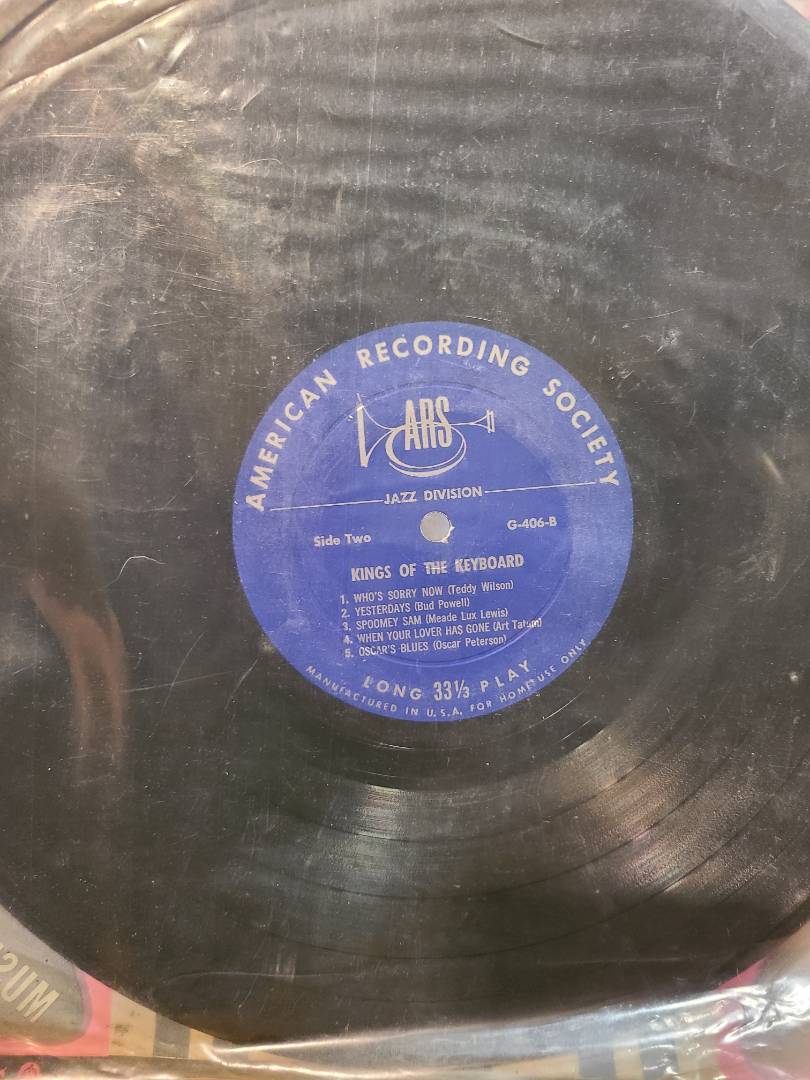 AMERICAN RECORDING SOCIETY
ARS
JAZZ DIVISION
Side Two
G-406-B
KINGS OF THE KEYBOARD
1. WHO'S SORRY NOW (Teddy Wilson)
2. YESTERDAYS (Bud Powell)
3. SPOOMEY SAM (Meade Lux Lewis)
4. WHEN YOUR LOVER HAS GONE (Art Tatum)
5. OSCAR'S BLUES (Oscar Peterson)
LONG 33⅓ PLAY
MANUFACTURED IN U.S.A. FOR HOME USE ONLY